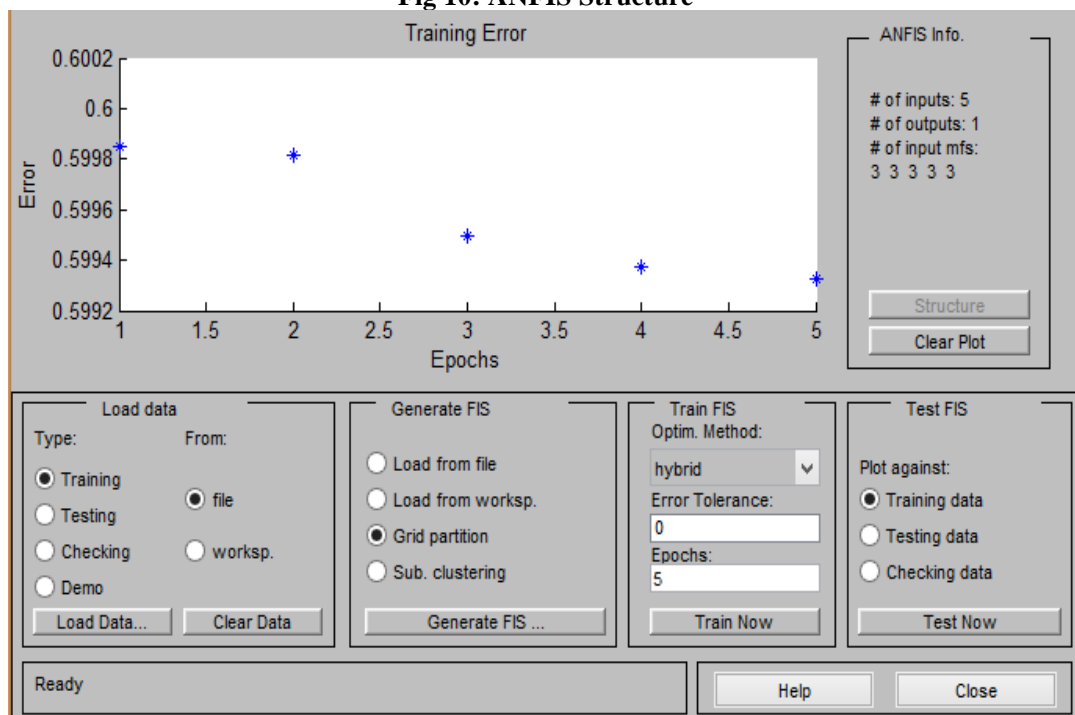 Fig 10: ANFIS Structure
Training Error
0.6002
0.6
0.5998
0.5996
0.5994
0.5992
Error
1 1.5 2 2.5 3 3.5 4 4.5 5
Epochs
ANFIS Info.
# of inputs: 5
# of outputs: 1
# of input mfs:
3 3 3 3 3
Structure
Clear Plot
Load data
Type: From:
Training
file
Testing
Checking
worksp.
Demo
Load Data... Clear Data
Generate FIS
Load from file
Load from worksp.
Grid partition
Sub. clustering
Generate FIS ...
Train FIS
Optim. Method:
hybrid
Error Tolerance:
0
Epochs:
5
Train Now
Test FIS
Plot against:
Training data
Testing data
Checking data
Test Now
Ready
Help Close